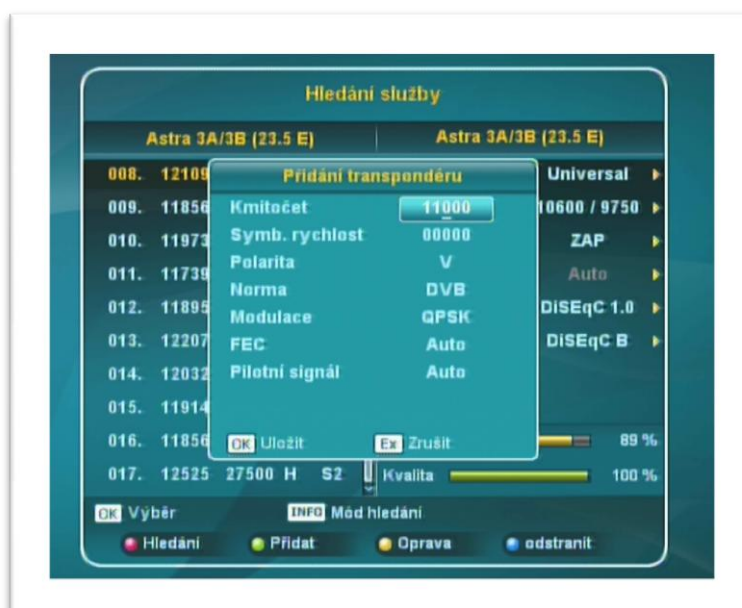 Hledání služby
Astra 3A/3B (23.5 E) Astra 3A/3B (23.5 E)
008. 12109 Přidání transpondéru Universal
009. 11856 Kmitočet 11000 10600 / 9750
010. 11973 Symb. rychlost 00000 ZAP
Polarita V
011. 11739 Auto
Norma DVB
012. 11895 Modulace QPSK DiSEqC 1.0
013. 12207 FEC Auto DiSEqC B
014. 12032 Pilotní signál Auto
015. 11914
016. 11856 OK Uložit Ex Zrušit 89 %
017. 12525 27500 H S2 Kvalita 100 %
OK Výběr INFO Mód hledání
Hledání Přidat Oprava odstranit